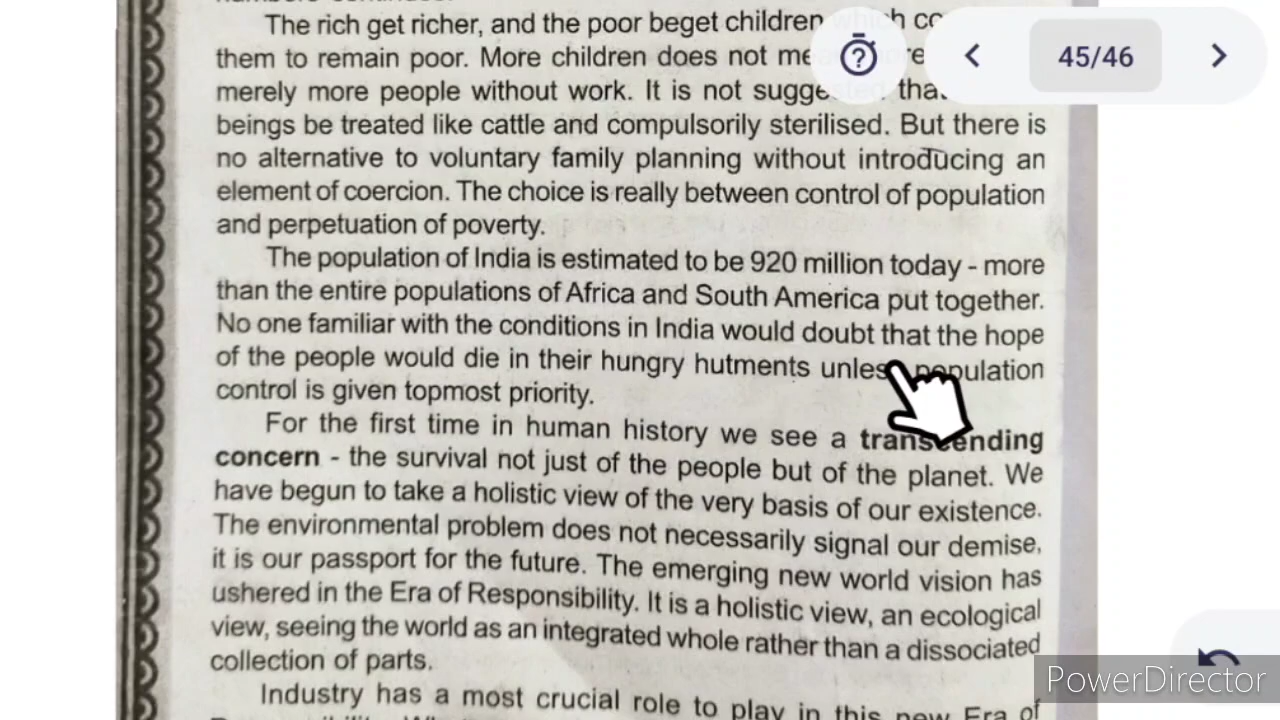 The rich get richer, and the poor beget children
them to remain poor. More children does not
merely more people without work. It is not
beings be treated like cattle and compulsorily sterilised. But there is
no alternative to voluntary family planning without introducing an
element of coercion. The choice is really between control of population
and perpetuation of poverty.
The population of India is estimated to be 920 million today - more
than the entire populations of Africa and South America put together.
No one familiar with the conditions in India would doubt that the hope
of the people would die in their hungry hutments unless population
control is given topmost priority.
For the first time in human history we see a transcending
concern - the survival not just of the people but of the planet. We
have begun to take a holistic view of the very basis of our existence.
The environmental problem does not necessarily signal our demise,
it is our passport for the future. The emerging new world vision has
ushered in the Era of Responsibility. It is a holistic view, an ecological
view, seeing the world as an integrated whole rather than a dissociated
collection of parts.
Industry has a most crucial role to play in this new Era of
45/46
PowerDirector